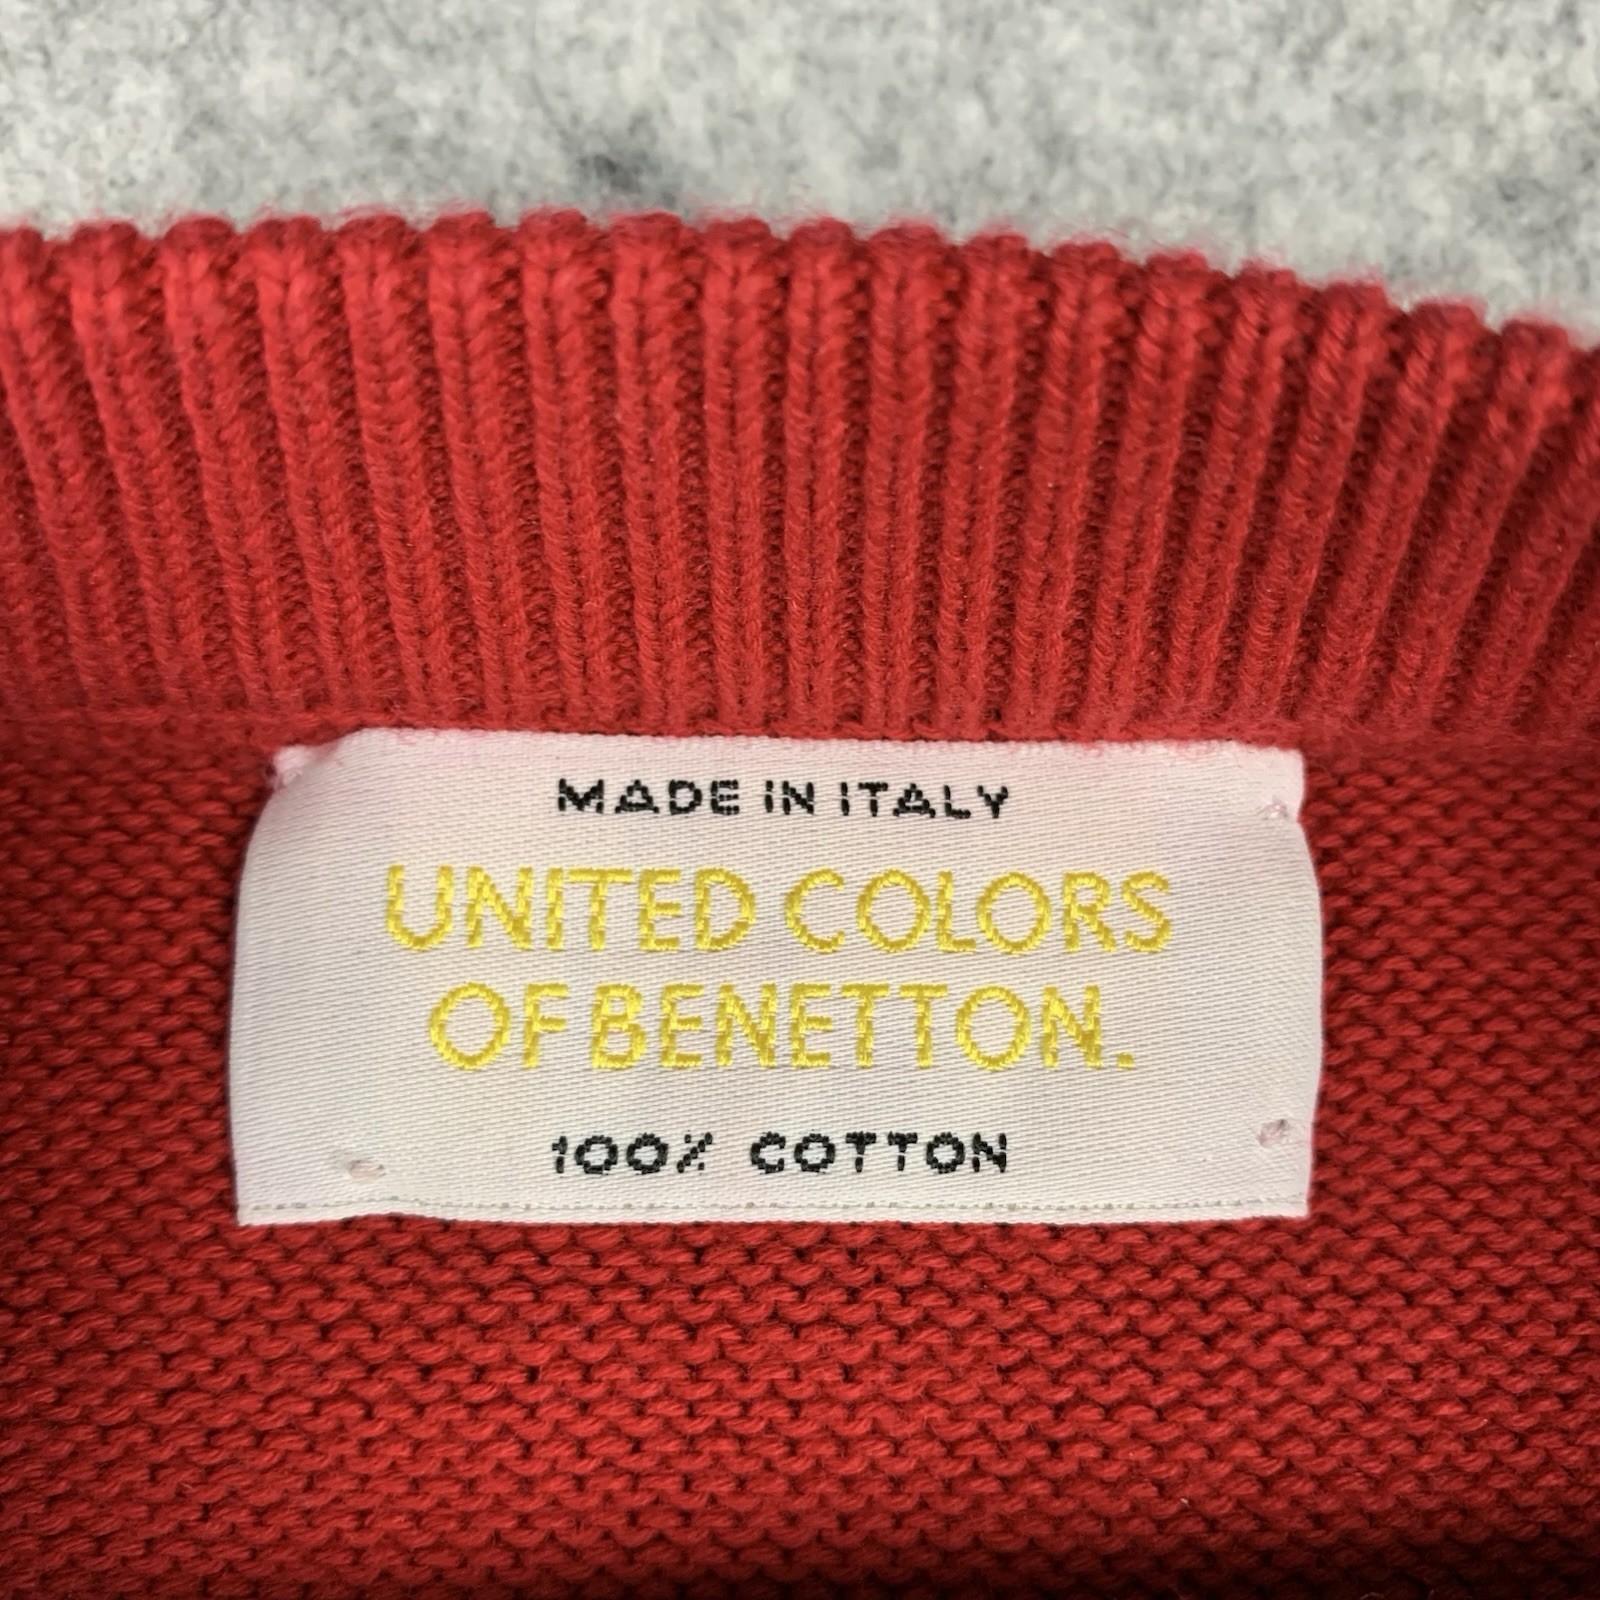 MADE IN ITALY
UNITED COLORS
OF BENETTON.
100% COTTON